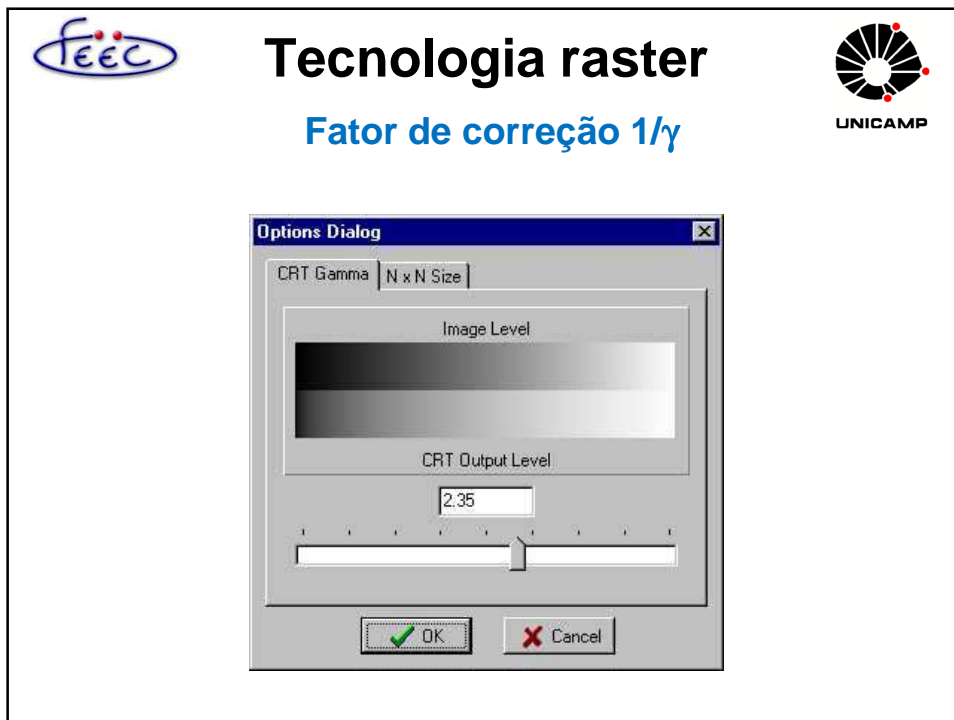 FEEC
Tecnologia raster
UNICAMP
Fator de correção 1/γ
Options Dialog
CRT Gamma
N x N Size
Image Level
CRT Output Level
2.35
OK
Cancel